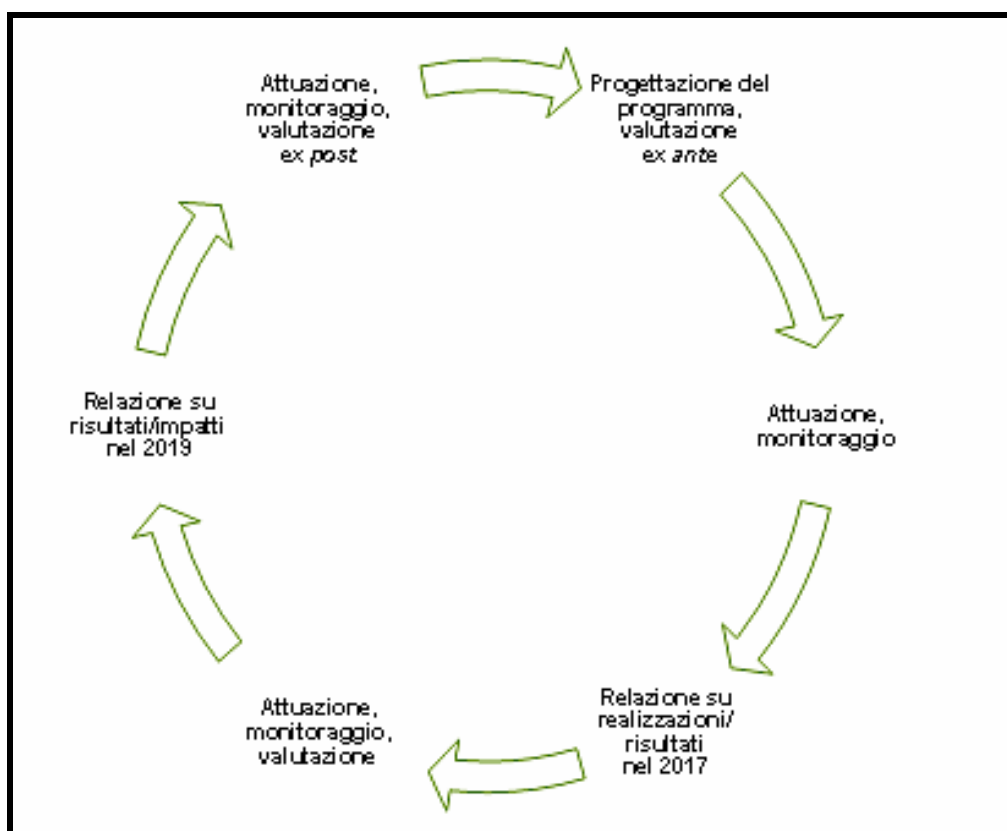 Attuazione,
monitoraggio,
valutazione
ex post
Progettazione del
programma,
valutazione
ex ante
Attuazione,
monitoraggio
Relazione su
realizzazioni/
risultati
nel 2017
Attuazione,
monitoraggio,
valutazione
Relazione su
risultati/impatti
nel 2019